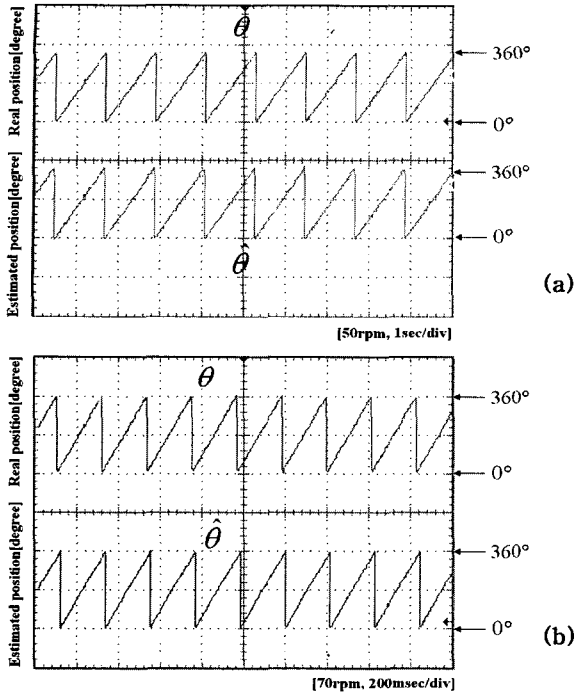 θ
Real position[degree]
360°
0°
Estimated position[degree]
360°
0°
θ̂
(a)
[50rpm, 1sec/div]
θ
Real position[degree]
360°
0°
Estimated position[degree]
θ̂
360°
0°
(b)
[70rpm, 200msec/div]